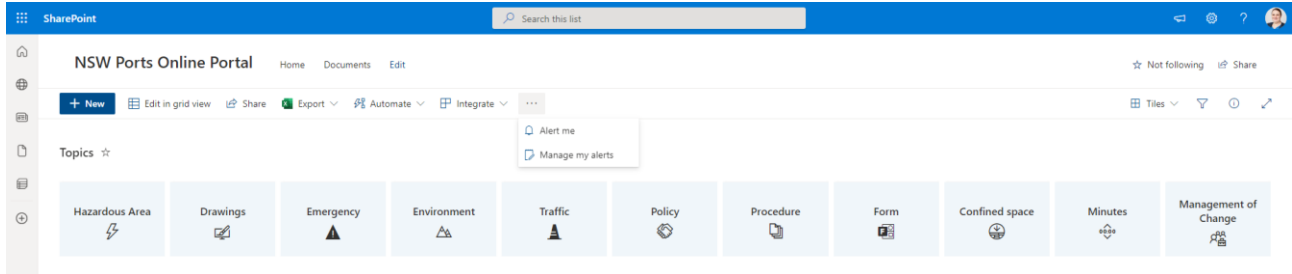 SharePoint
Search this list
NSW Ports Online Portal Home Documents Edit
Not following Share
New Edit in grid view Share Export Automate Integrate ...
Tiles
Alert me
Manage my alerts
Topics
Hazardous Area
Drawings
Emergency
Environment
Traffic
Policy
Procedure
Form
Confined space
Minutes
Management of
Change